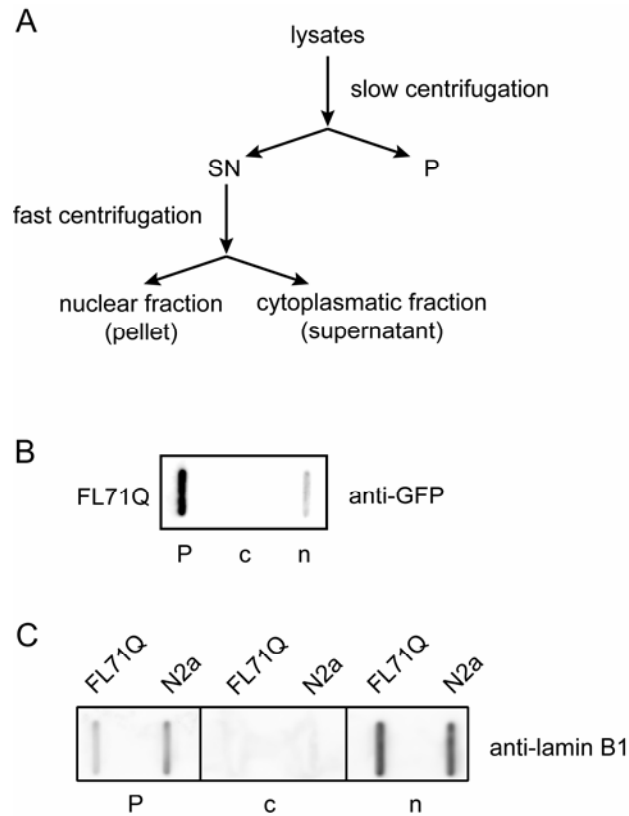 A
lysates
slow centrifugation
SN
P
fast centrifugation
nuclear fraction
(pellet)
cytoplasmatic fraction
(supernatant)
B
FL71Q
anti-GFP
P c n
C
FL71Q N2a FL71Q N2a FL71Q N2a
anti-lamin B1
P c n